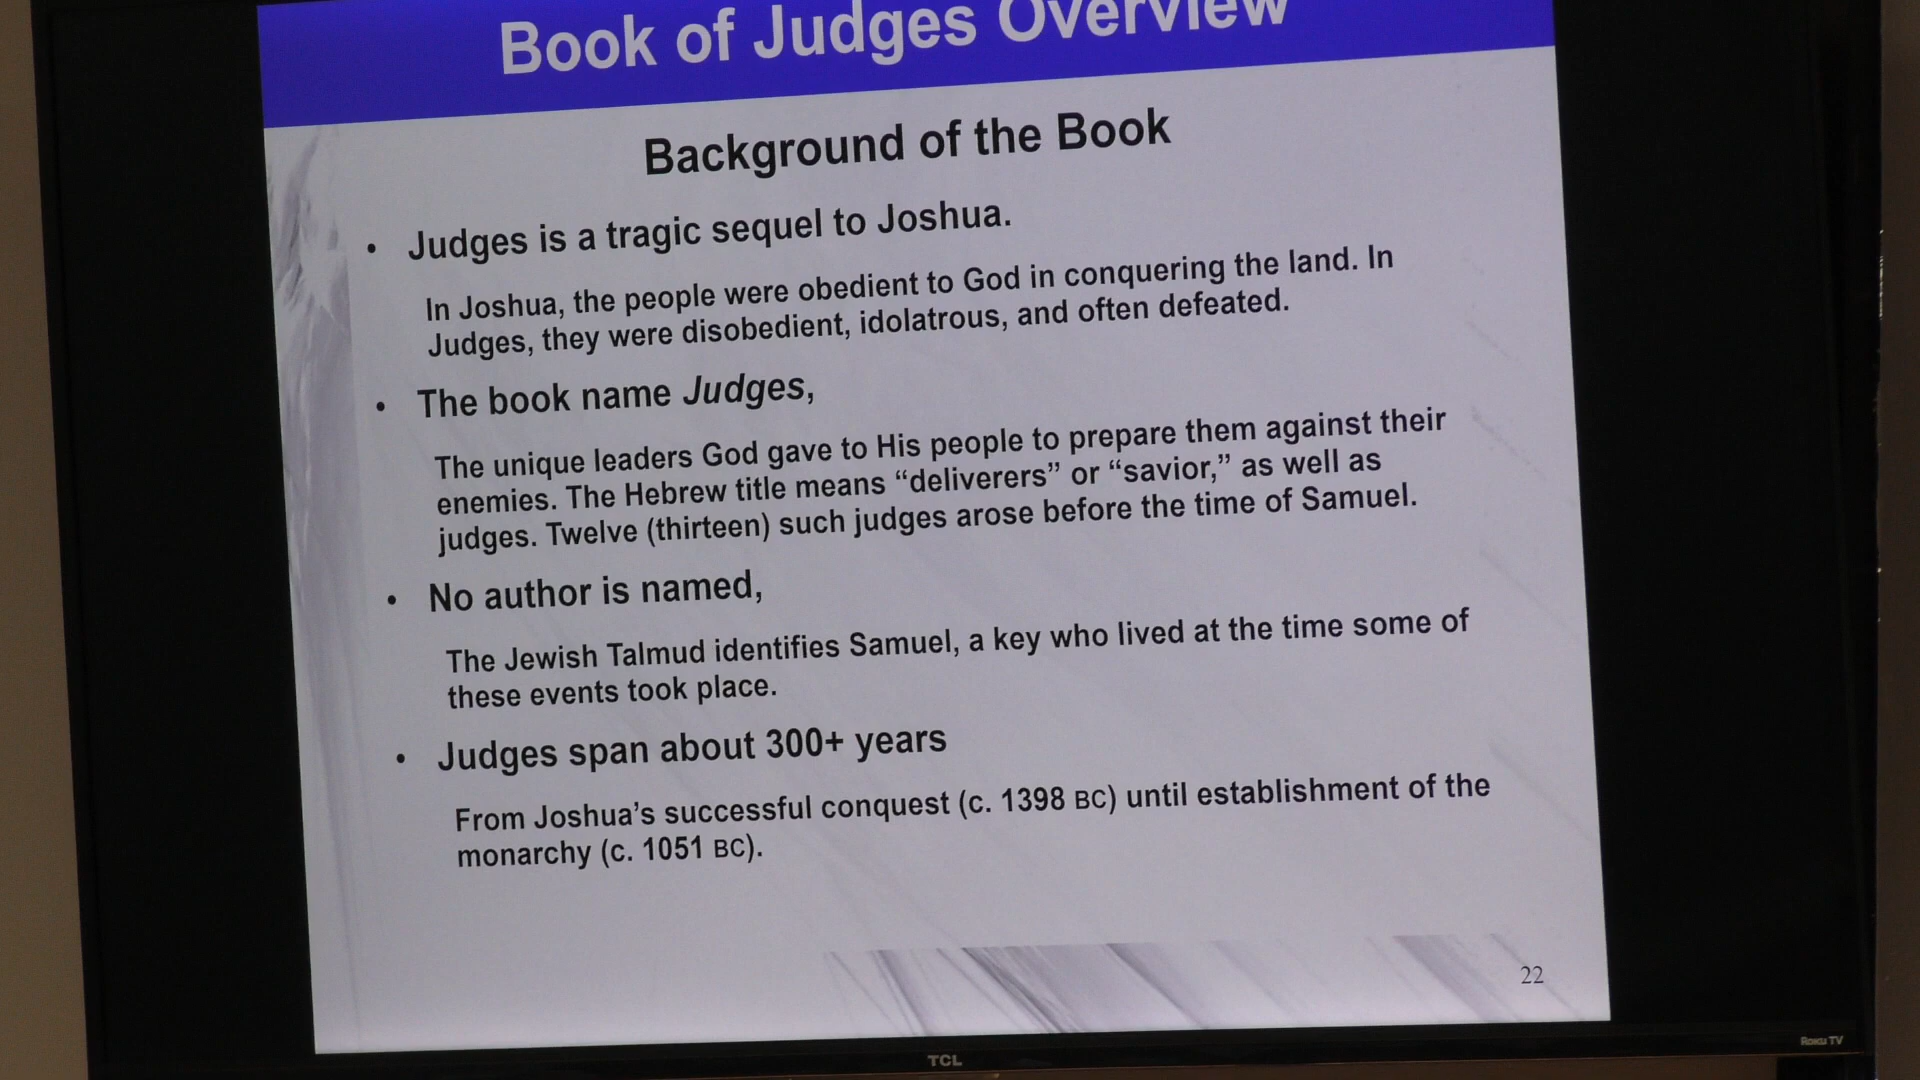 Book of Judges Overview
Background of the Book
• Judges is a tragic sequel to Joshua.
In Joshua, the people were obedient to God in conquering the land. In
Judges, they were disobedient, idolatrous, and often defeated.
• The book name Judges,
The unique leaders God gave to His people to prepare them against their
enemies. The Hebrew title means “deliverers” or “savior,” as well as
judges. Twelve (thirteen) such judges arose before the time of Samuel.
• No author is named,
The Jewish Talmud identifies Samuel, a key who lived at the time some of
these events took place.
• Judges span about 300+ years
From Joshua’s successful conquest (c. 1398 BC) until establishment of the
monarchy (c. 1051 BC).
22
TCL
Roku TV